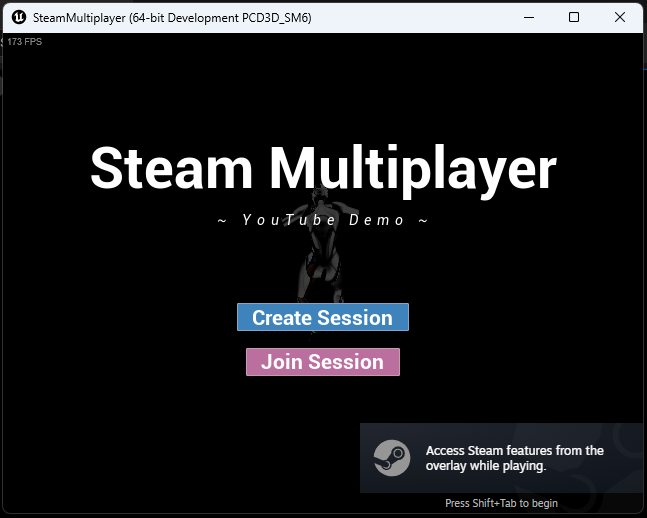 SteamMultiplayer (64-bit Development PCD3D_SM6)
173 FPS
Steam Multiplayer
~ YouTube Demo ~
Create Session
Join Session
Access Steam features from the
overlay while playing.
Press Shift+Tab to begin